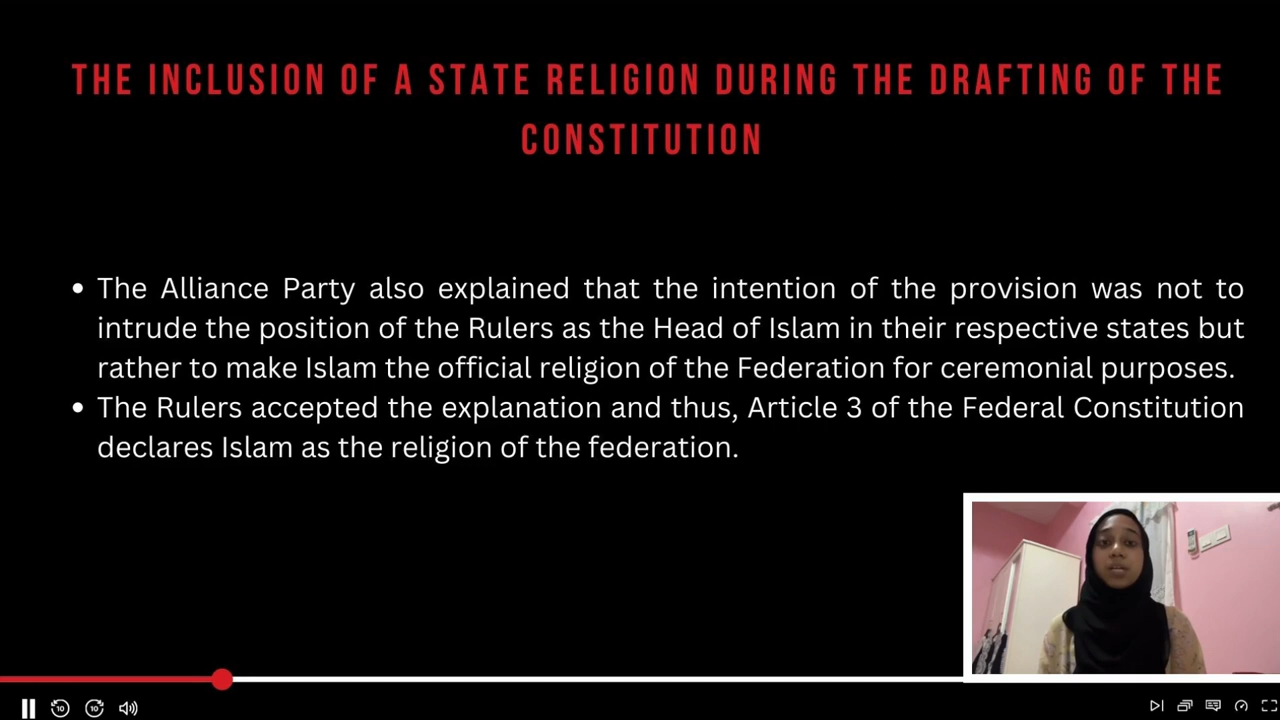 THE INCLUSION OF A STATE RELIGION DURING THE DRAFTING OF THE
CONSTITUTION
• The Alliance Party also explained that the intention of the provision was not to
intrude the position of the Rulers as the Head of Islam in their respective states but
rather to make Islam the official religion of the Federation for ceremonial purposes.
• The Rulers accepted the explanation and thus, Article 3 of the Federal Constitution
declares Islam as the religion of the federation.
10 10